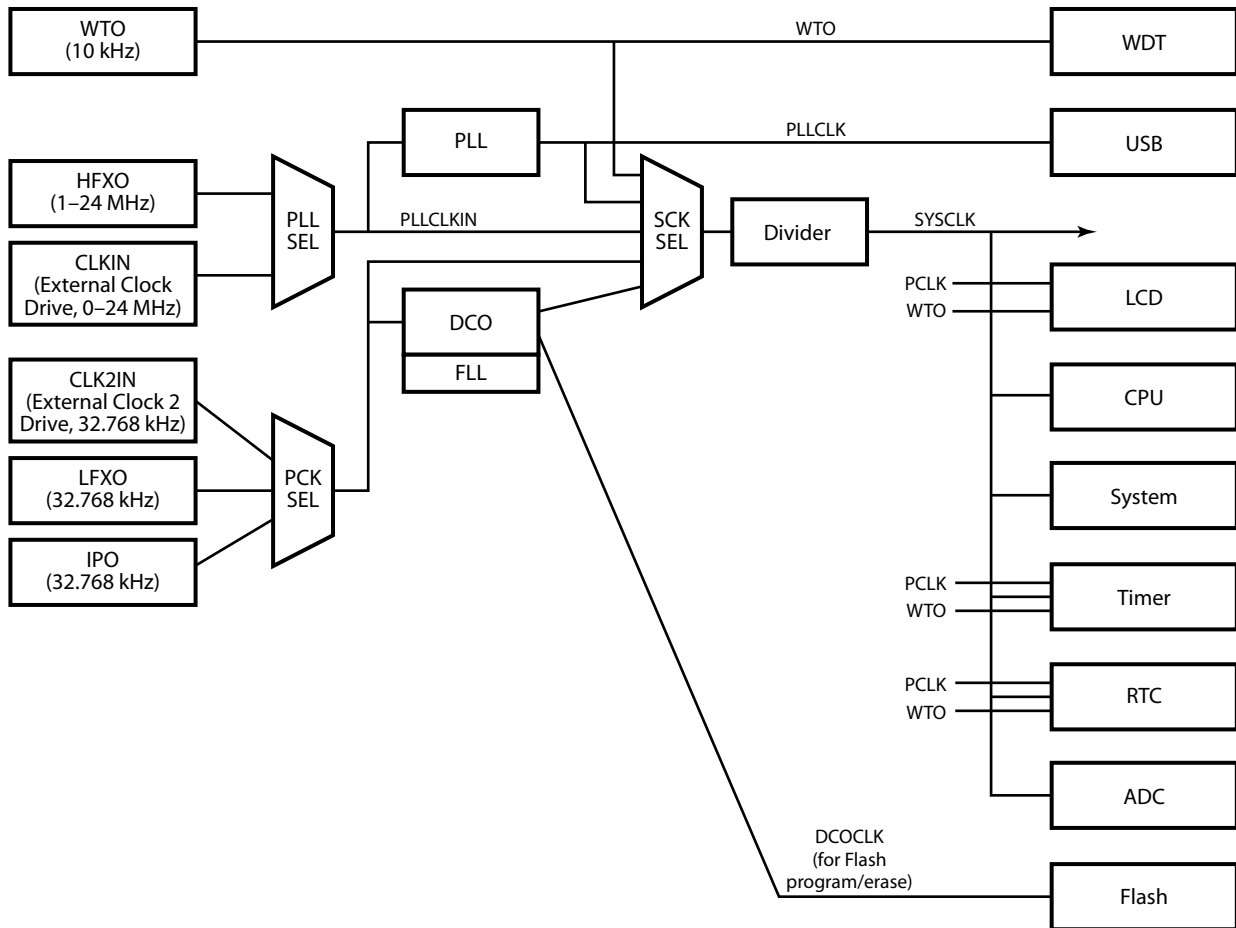 WTO
(10 kHz)
WTO
WDT
PLL
PLLCLK
USB
HFXO
(1–24 MHz)
PLL
SEL
PLLCLKIN
SCK
SEL
Divider
SYSCLK
CLKIN
(External Clock
Drive, 0–24 MHz)
PCLK
WTO
LCD
DCO
FLL
CLK2IN
(External Clock 2
Drive, 32.768 kHz)
CPU
LFXO
(32.768 kHz)
PCK
SEL
System
IPO
(32.768 kHz)
PCLK
WTO
Timer
PCLK
WTO
RTC
ADC
DCOCLK
(for Flash
program/erase)
Flash